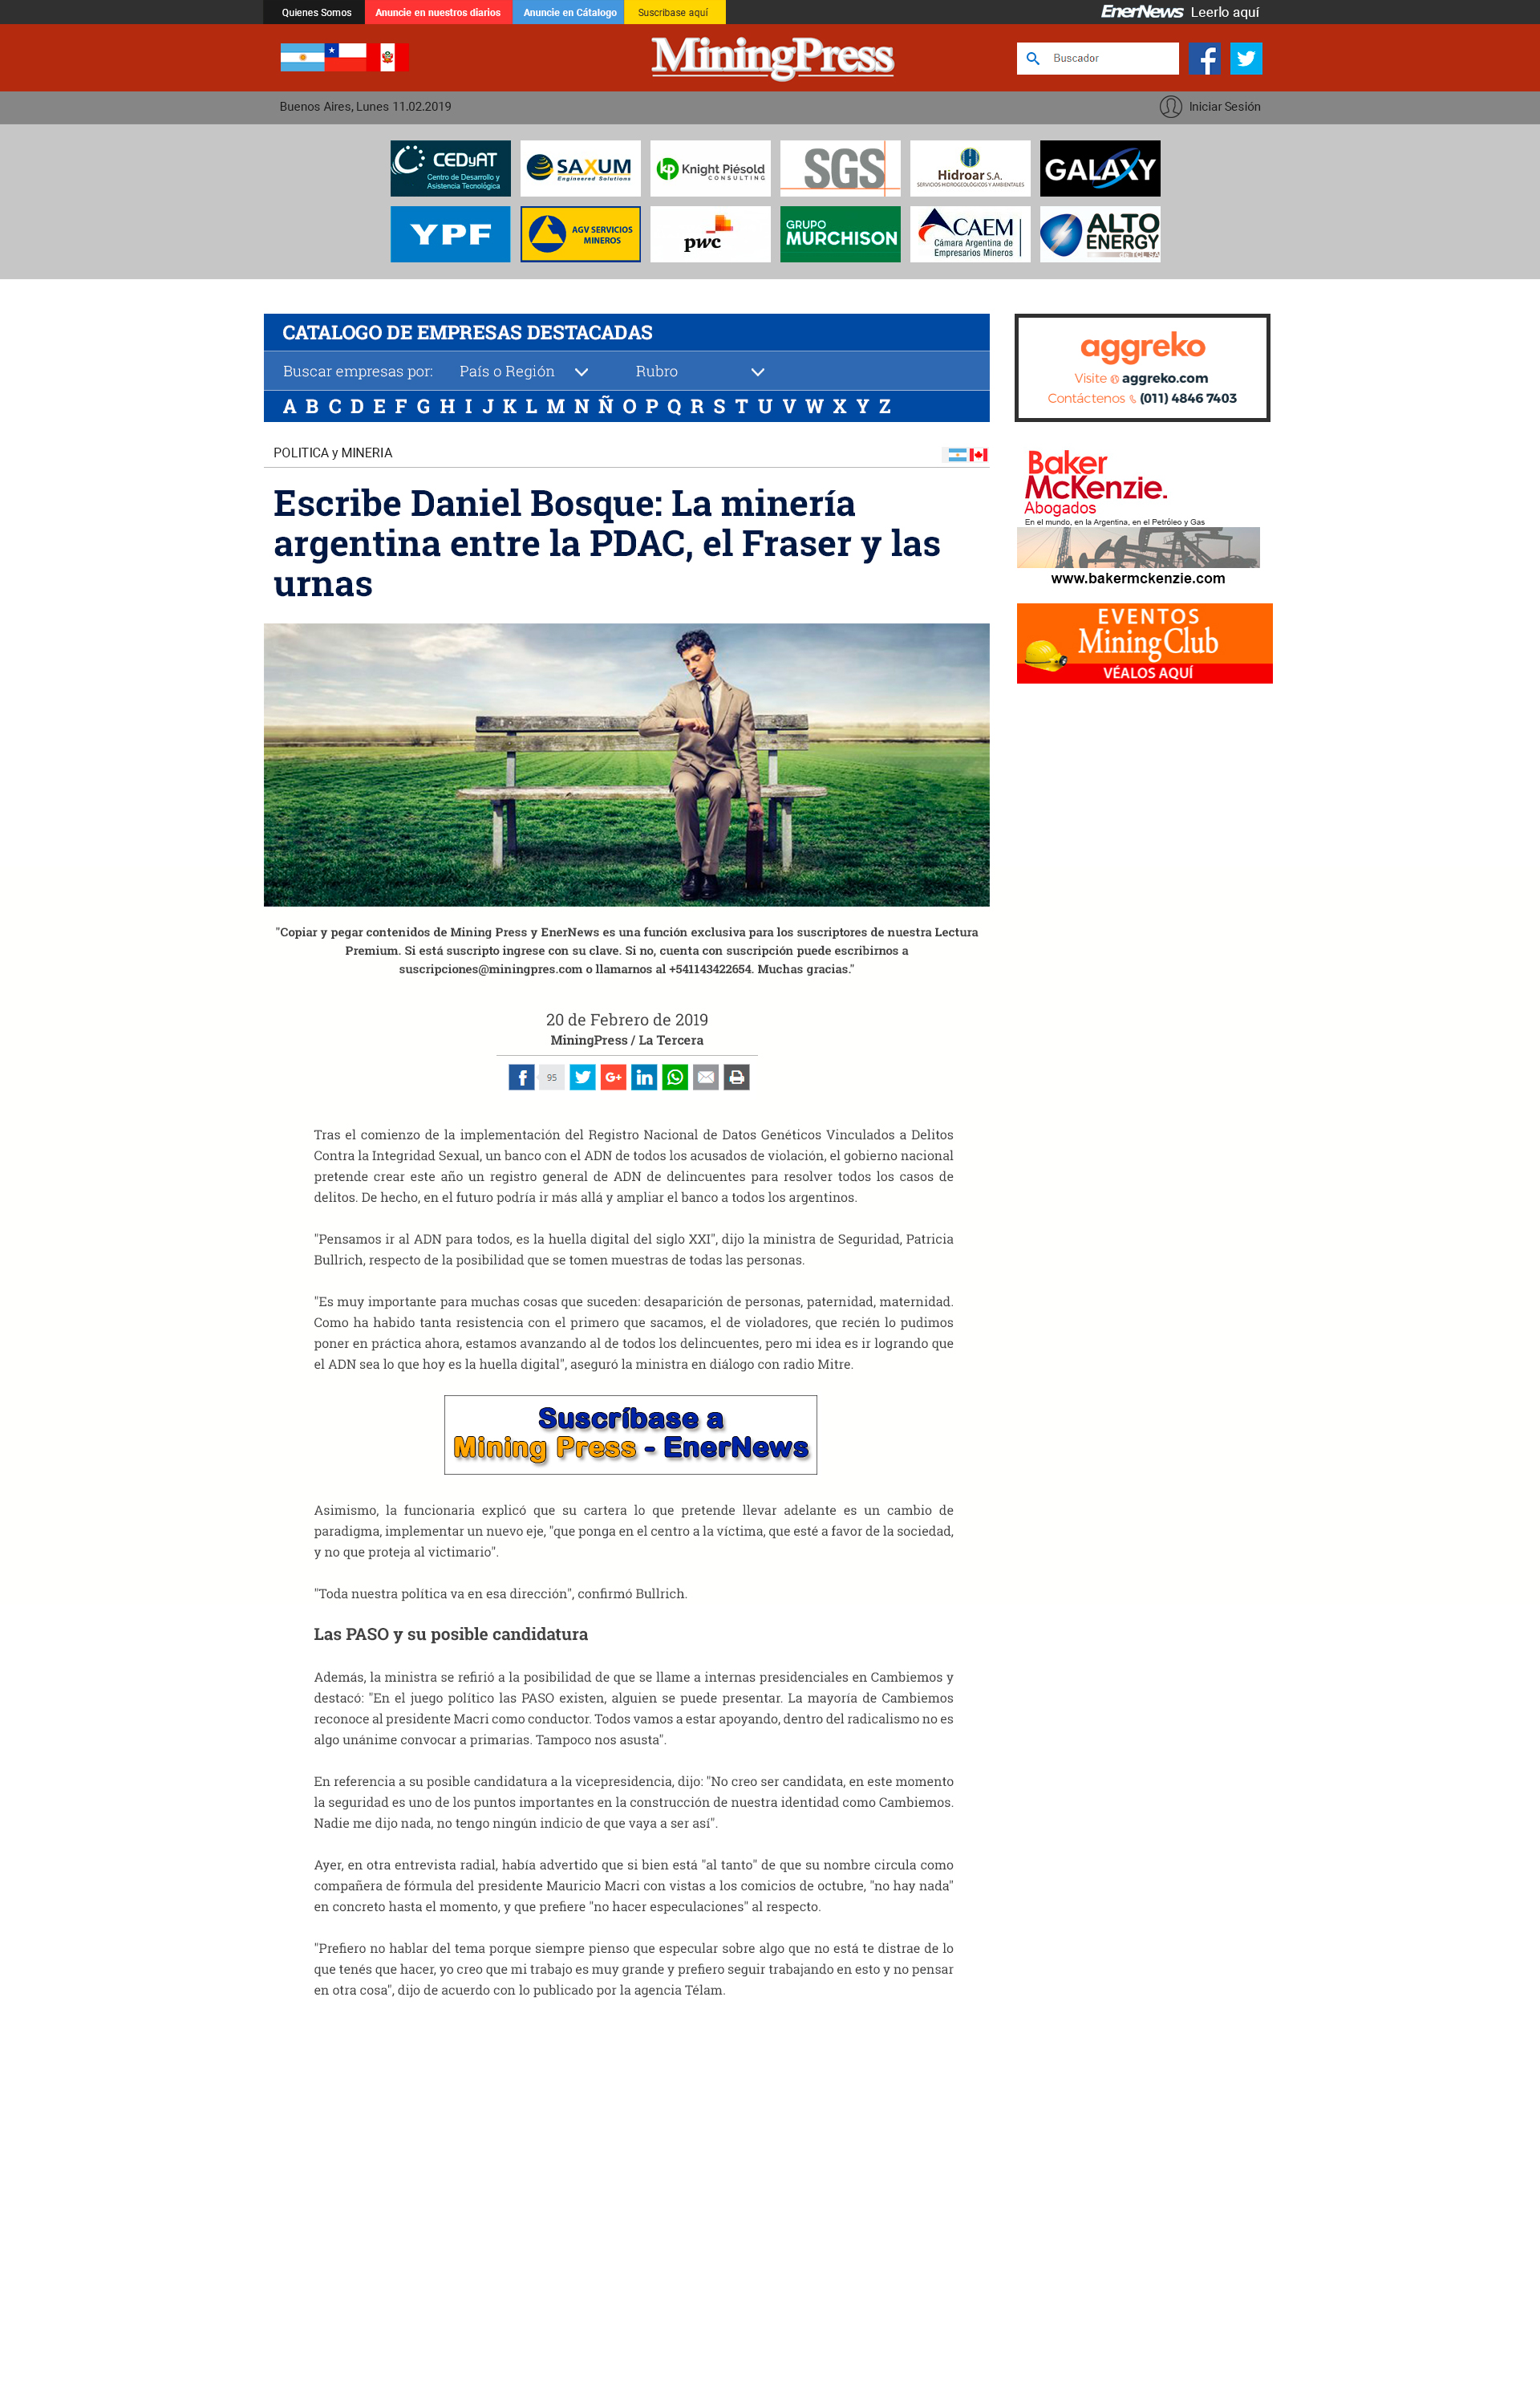 Quienes Somos Anuncie en nuestros diarios Anuncie en Cátalogo Suscribase aquí EnerNews Leerlo aquí
MiningPress Buscador
Buenos Aires, Lunes 11.02.2019 Iniciar Sesión
CEDyAT
Centro de Desarrollo y
Asistencia Tecnológica
SAXUM
Engineered Solutions
kp Knight Piésold
CONSULTING
SGS
Hidroar S.A.
SERVICIOS HIDROGEOLÓGICOS Y AMBIENTALES
GALAXY
YPF
AGV SERVICIOS
MINEROS
pwc
GRUPO
MURCHISON
CAEM
Cámara Argentina de
Empresarios Mineros
ALTO
ENERGY
de TGL SA
CATALOGO DE EMPRESAS DESTACADAS
Buscar empresas por: País o Región Rubro
A B C D E F G H I J K L M N Ñ O P Q R S T U V W X Y Z
aggreko
Visite aggreko.com
Contáctenos (011) 4846 7403
POLITICA y MINERIA
Escribe Daniel Bosque: La minería
argentina entre la PDAC, el Fraser y las
urnas
Baker
McKenzie.
Abogados
En el mundo, en la Argentina, en el Petróleo y Gas
www.bakermckenzie.com
EVENTOS
MiningClub
VÉALOS AQUÍ
"Copiar y pegar contenidos de Mining Press y EnerNews es una función exclusiva para los suscriptores de nuestra Lectura
Premium. Si está suscripto ingrese con su clave. Si no, cuenta con suscripción puede escribirnos a
suscripciones@miningpres.com o llamarnos al +541143422654. Muchas gracias."
20 de Febrero de 2019
MiningPress / La Tercera
95
Tras el comienzo de la implementación del Registro Nacional de Datos Genéticos Vinculados a Delitos
Contra la Integridad Sexual, un banco con el ADN de todos los acusados de violación, el gobierno nacional
pretende crear este año un registro general de ADN de delincuentes para resolver todos los casos de
delitos. De hecho, en el futuro podría ir más allá y ampliar el banco a todos los argentinos.
"Pensamos ir al ADN para todos, es la huella digital del siglo XXI", dijo la ministra de Seguridad, Patricia
Bullrich, respecto de la posibilidad que se tomen muestras de todas las personas.
"Es muy importante para muchas cosas que suceden: desaparición de personas, paternidad, maternidad.
Como ha habido tanta resistencia con el primero que sacamos, el de violadores, que recién lo pudimos
poner en práctica ahora, estamos avanzando al de todos los delincuentes, pero mi idea es ir logrando que
el ADN sea lo que hoy es la huella digital", aseguró la ministra en diálogo con radio Mitre.
Suscríbase a
Mining Press - EnerNews
Asimismo, la funcionaria explicó que su cartera lo que pretende llevar adelante es un cambio de
paradigma, implementar un nuevo eje, "que ponga en el centro a la víctima, que esté a favor de la sociedad,
y no que proteja al victimario".
"Toda nuestra política va en esa dirección", confirmó Bullrich.
Las PASO y su posible candidatura
Además, la ministra se refirió a la posibilidad de que se llame a internas presidenciales en Cambiemos y
destacó: "En el juego político las PASO existen, alguien se puede presentar. La mayoría de Cambiemos
reconoce al presidente Macri como conductor. Todos vamos a estar apoyando, dentro del radicalismo no es
algo unánime convocar a primarias. Tampoco nos asusta".
En referencia a su posible candidatura a la vicepresidencia, dijo: "No creo ser candidata, en este momento
la seguridad es uno de los puntos importantes en la construcción de nuestra identidad como Cambiemos.
Nadie me dijo nada, no tengo ningún indicio de que vaya a ser así".
Ayer, en otra entrevista radial, había advertido que si bien está "al tanto" de que su nombre circula como
compañera de fórmula del presidente Mauricio Macri con vistas a los comicios de octubre, "no hay nada"
en concreto hasta el momento, y que prefiere "no hacer especulaciones" al respecto.
"Prefiero no hablar del tema porque siempre pienso que especular sobre algo que no está te distrae de lo
que tenés que hacer, yo creo que mi trabajo es muy grande y prefiero seguir trabajando en esto y no pensar
en otra cosa", dijo de acuerdo con lo publicado por la agencia Télam.